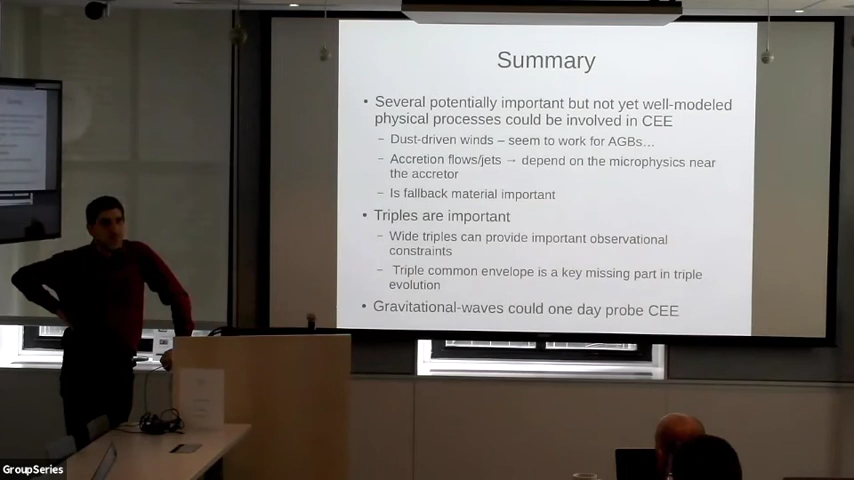 Summary
• Several potentially important but not yet well-modeled
physical processes could be involved in CEE
– Dust-driven winds – seem to work for AGBs...
– Accretion flows/jets → depend on the microphysics near
the accretor
– Is fallback material important
• Triples are important
– Wide triples can provide important observational
constraints
– Triple common envelope is a key missing part in triple
evolution
• Gravitational-waves could one day probe CEE
GroupSeries